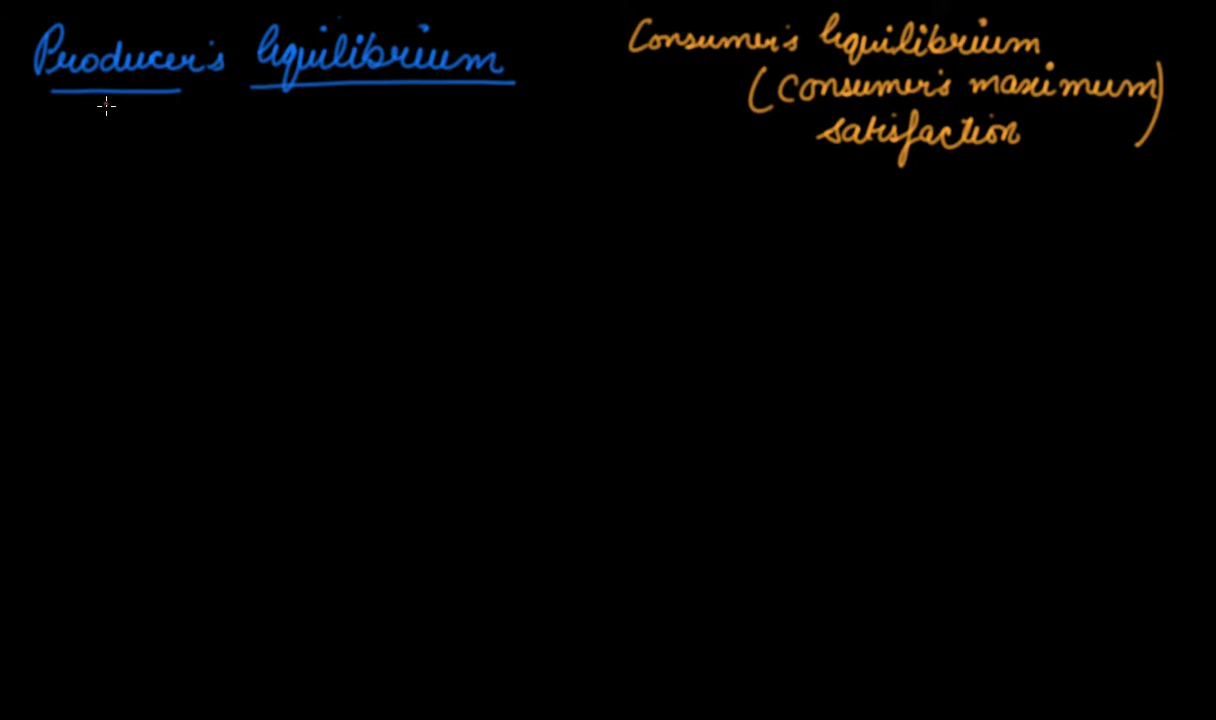 Producer's Equilibrium
Consumer's Equilibrium
(Consumer's maximum
satisfaction)